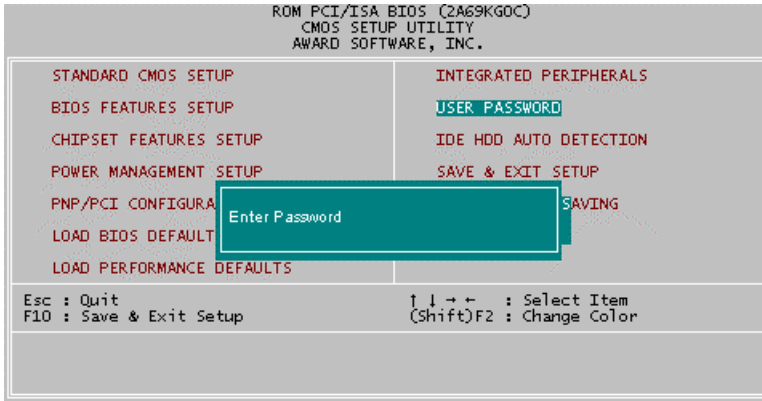 ROM PCI/ISA BIOS (2A69KGOC)
CMOS SETUP UTILITY
AWARD SOFTWARE, INC.
STANDARD CMOS SETUP
BIOS FEATURES SETUP
CHIPSET FEATURES SETUP
POWER MANAGEMENT SETUP
PNP/PCI CONFIGURA
LOAD BIOS DEFAULT
LOAD PERFORMANCE DEFAULTS
INTEGRATED PERIPHERALS
USER PASSWORD
IDE HDD AUTO DETECTION
SAVE & EXIT SETUP
SAVING
Enter Password
Esc : Quit
F10 : Save & Exit Setup
↑ ↓ → ← : Select Item
(Shift)F2 : Change Color